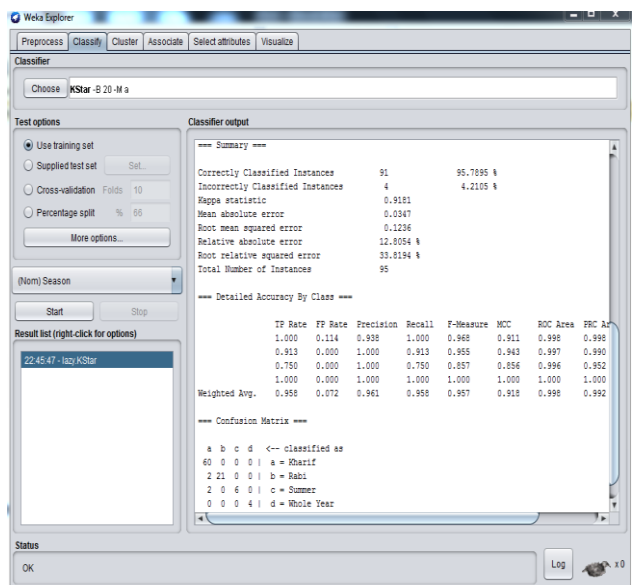 Weka Explorer
Preprocess Classify Cluster Associate Select attributes Visualize
Classifier
Choose KStar -B 20 -M a
Test options
Use training set
Supplied test set Set...
Cross-validation Folds 10
Percentage split % 66
More options...
(Nom) Season
Start Stop
Result list (right-click for options)
22:45:47 - lazy.KStar
Classifier output
=== Summary ===
Correctly Classified Instances 91 95.7895 %
Incorrectly Classified Instances 4 4.2105 %
Kappa statistic 0.9181
Mean absolute error 0.0347
Root mean squared error 0.1236
Relative absolute error 12.8054 %
Root relative squared error 33.8194 %
Total Number of Instances 95
=== Detailed Accuracy By Class ===
TP Rate FP Rate Precision Recall F-Measure MCC ROC Area PRC Ar
1.000 0.114 0.938 1.000 0.968 0.911 0.998 0.998
0.913 0.000 1.000 0.913 0.955 0.943 0.997 0.990
0.750 0.000 1.000 0.750 0.857 0.856 0.996 0.952
1.000 0.000 1.000 1.000 1.000 1.000 1.000 1.000
Weighted Avg. 0.958 0.072 0.961 0.958 0.957 0.918 0.998 0.992
=== Confusion Matrix ===
a b c d <-- classified as
60 0 0 0 | a = Kharif
2 21 0 0 | b = Rabi
2 0 6 0 | c = Summer
0 0 0 4 | d = Whole Year
Status
OK
Log
x 0